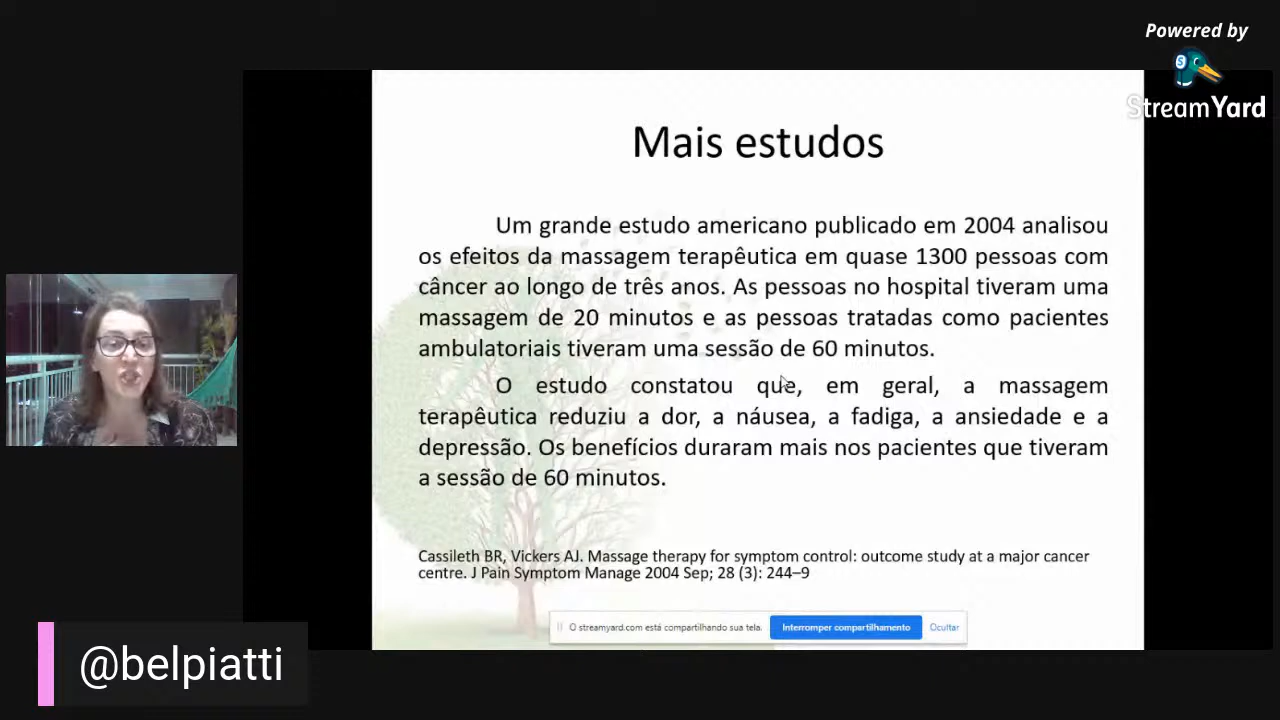 Powered by
StreamYard
Mais estudos
Um grande estudo americano publicado em 2004 analisou
os efeitos da massagem terapêutica em quase 1300 pessoas com
câncer ao longo de três anos. As pessoas no hospital tiveram uma
massagem de 20 minutos e as pessoas tratadas como pacientes
ambulatoriais tiveram uma sessão de 60 minutos.
O estudo constatou que, em geral, a massagem
terapêutica reduziu a dor, a náusea, a fadiga, a ansiedade e a
depressão. Os benefícios duraram mais nos pacientes que tiveram
a sessão de 60 minutos.
Cassileth BR, Vickers AJ. Massage therapy for symptom control: outcome study at a major cancer
centre. J Pain Symptom Manage 2004 Sep; 28 (3): 244–9
O streamyard.com está compartilhando sua tela. Interromper compartilhamento Ocultar
@belpiatti